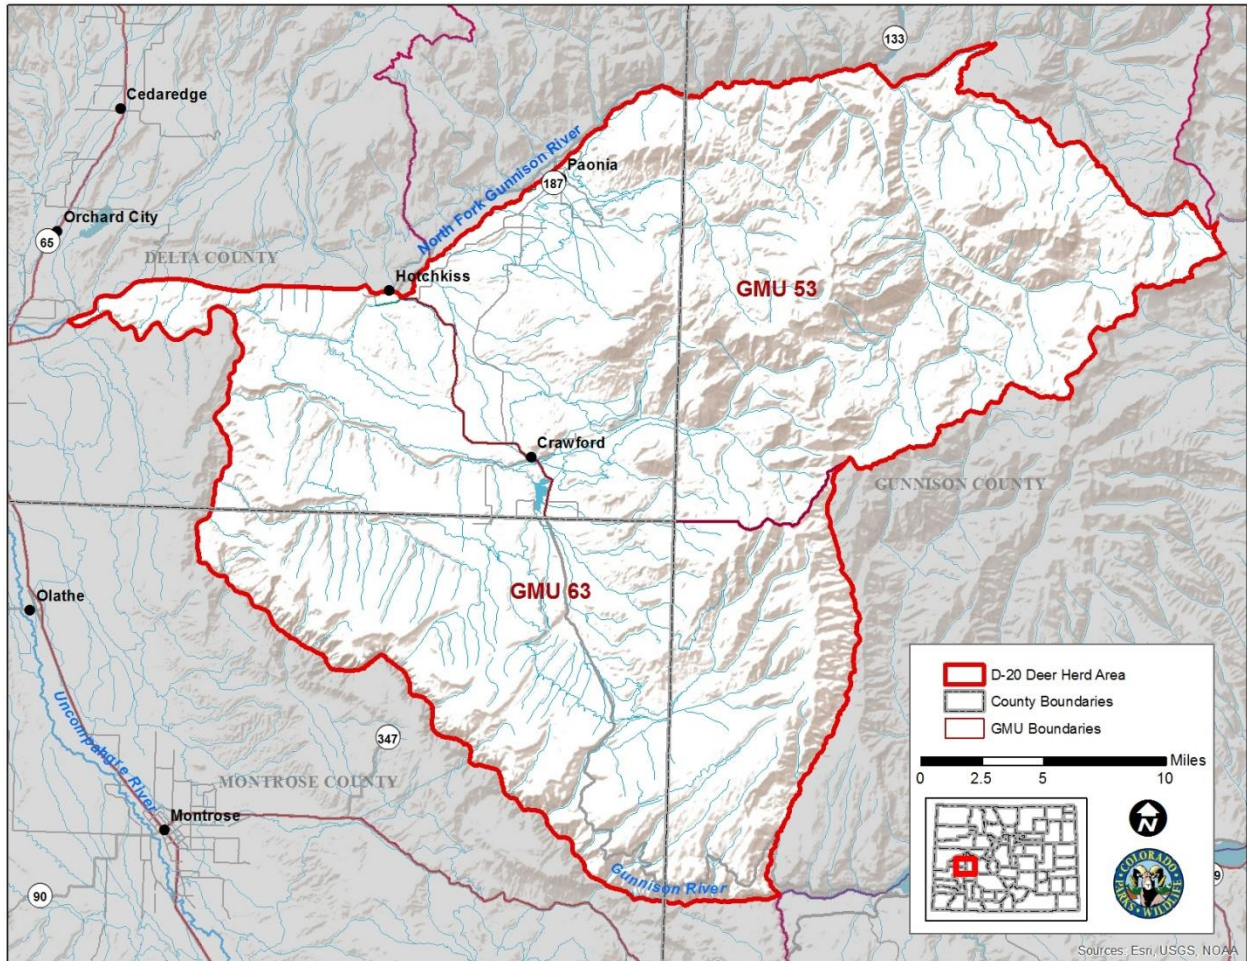 133
Cedaredge
North Fork Gunnison River
Paonia
187
Orchard City
65
DELTA COUNTY
Hotchkiss
GMU 53
Crawford
GUNNISON COUNTY
GMU 63
Olathe
Uncompahgre River
347
MONTROSE COUNTY
Montrose
Gunnison River
90
D-20 Deer Herd Area
County Boundaries
GMU Boundaries
Miles
0 2.5 5 10
N
COLORADO
PARKS WILDLIFE
9
Sources: Esri, USGS, NOAA